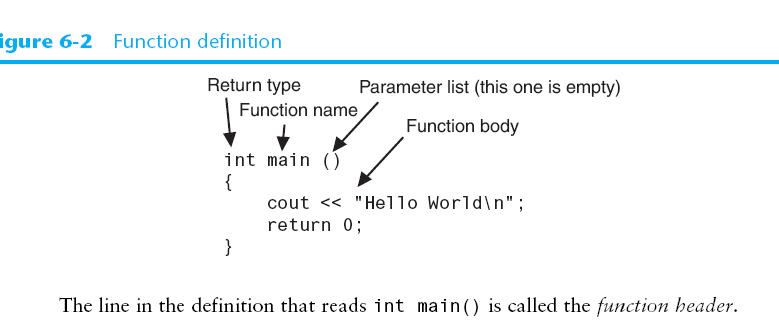 igure 6-2 Function definition
Return type
Parameter list (this one is empty)
Function name
Function body
int main ()
{
cout << "Hello World\n";
return 0;
}
The line in the definition that reads int main() is called the function header.